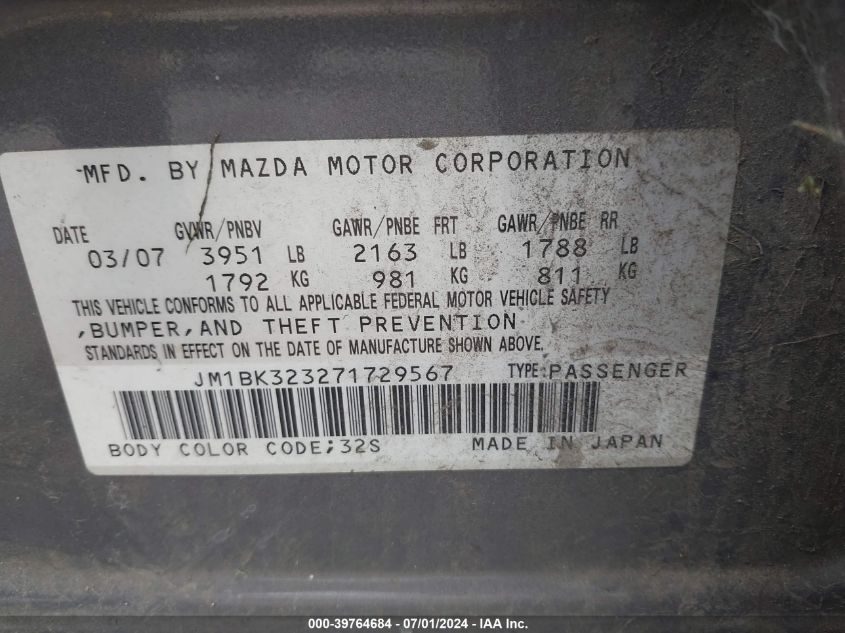 MFD. BY MAZDA MOTOR CORPORATION
DATE GVWR/PNBV GAWR/PNBE FRT GAWR/PNBE RR
03/07 3951 LB 2163 LB 1788 LB
1792 KG 981 KG 811 KG
THIS VEHICLE CONFORMS TO ALL APPLICABLE FEDERAL MOTOR VEHICLE SAFETY
,BUMPER,AND THEFT PREVENTION
STANDARDS IN EFFECT ON THE DATE OF MANUFACTURE SHOWN ABOVE.
JM1BK323271729567 TYPE:PASSENGER
BODY COLOR CODE;32S MADE IN JAPAN
000-39764684 - 07/01/2024 - IAA Inc.